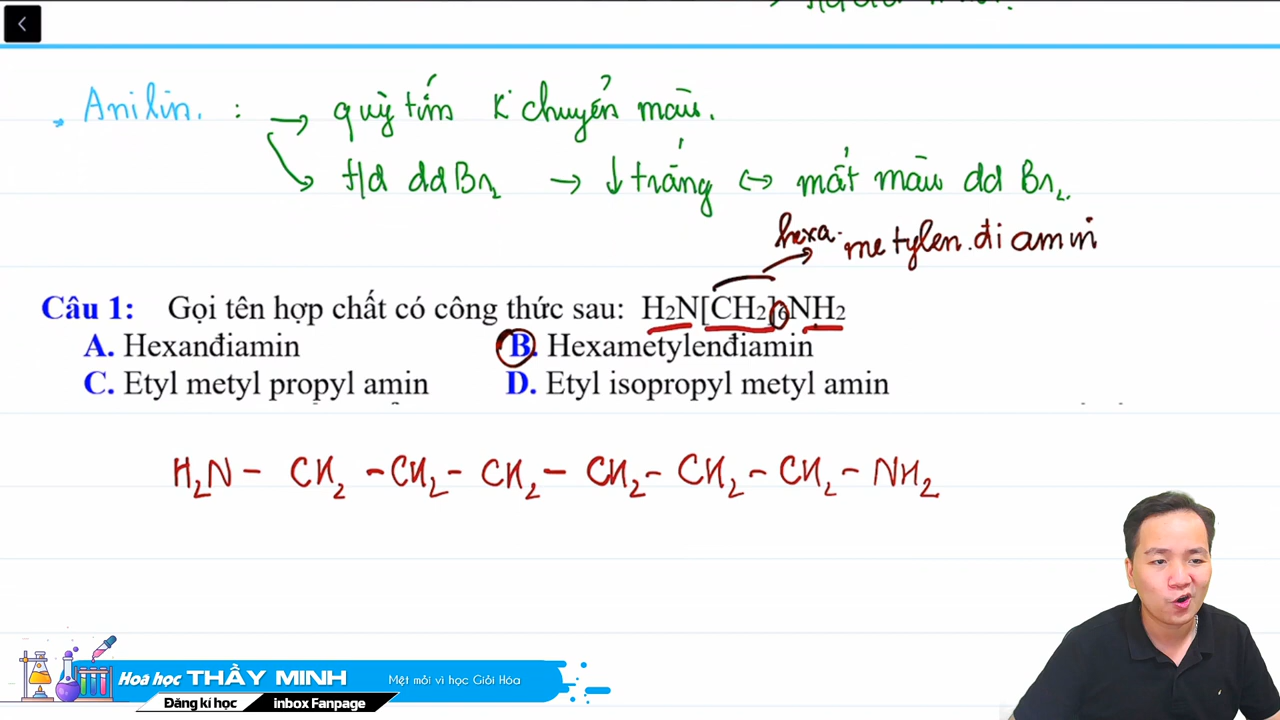 * Anilin. : → quỳ tím K chuyển màu.
→ t/d dd Br₂ → ↓ trắng ↔ mất màu dd Br₂.
hexa. metylen.điamin
Câu 1: Gọi tên hợp chất có công thức sau: H₂N[CH₂]₆NH₂
A. Hexanđiamin B. Hexametylenđiamin
C. Etyl metyl propyl amin D. Etyl isopropyl metyl amin
H₂N - CH₂ - CH₂ - CH₂ - CH₂ - CH₂ - CH₂ - NH₂
Hoá học THẦY MINH Mệt mỏi vì học Giỏi Hóa
Đăng kí học inbox Fanpage